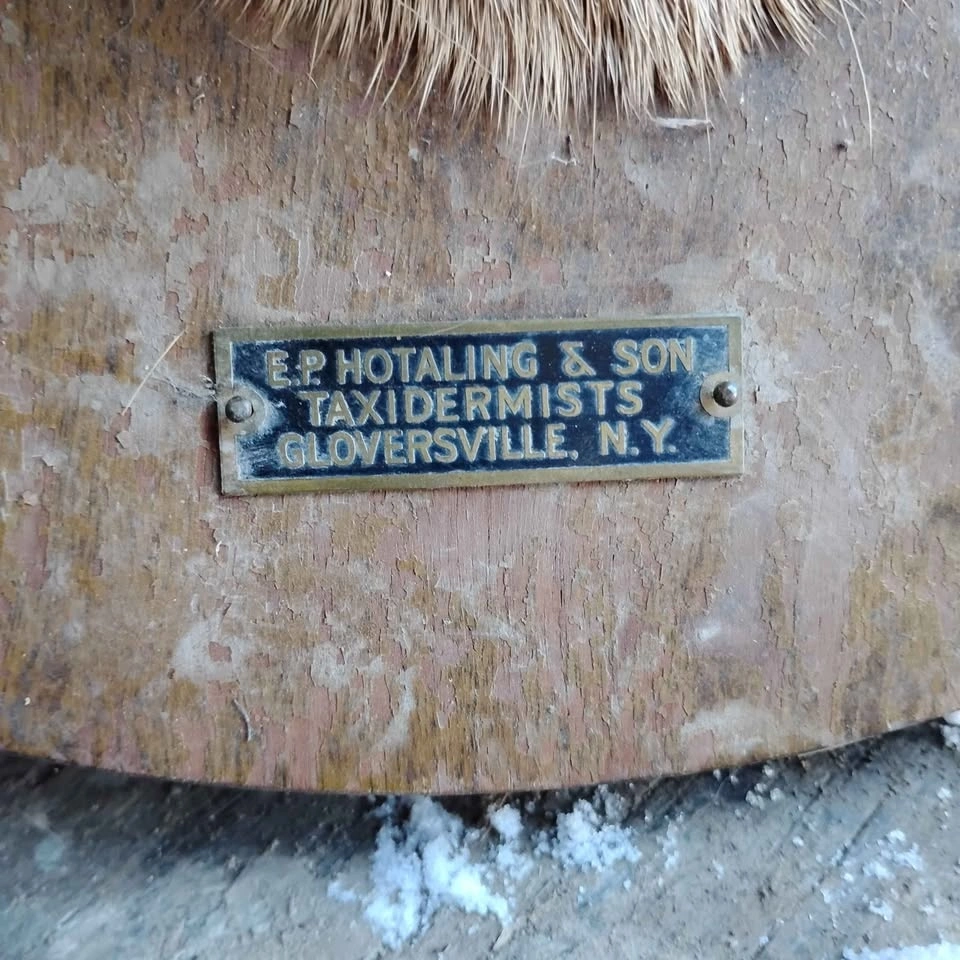 E.P. HOTALING & SON
TAXIDERMISTS
GLOVERSVILLE, N.Y.